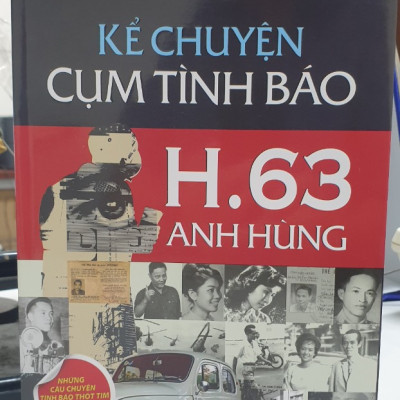 KỂ CHUYỆN
CỤM TÌNH BÁO
H.63
ANH HÙNG
NHỮNG
CÂU CHUYỆN
TÌNH BÁO THÓT TIM